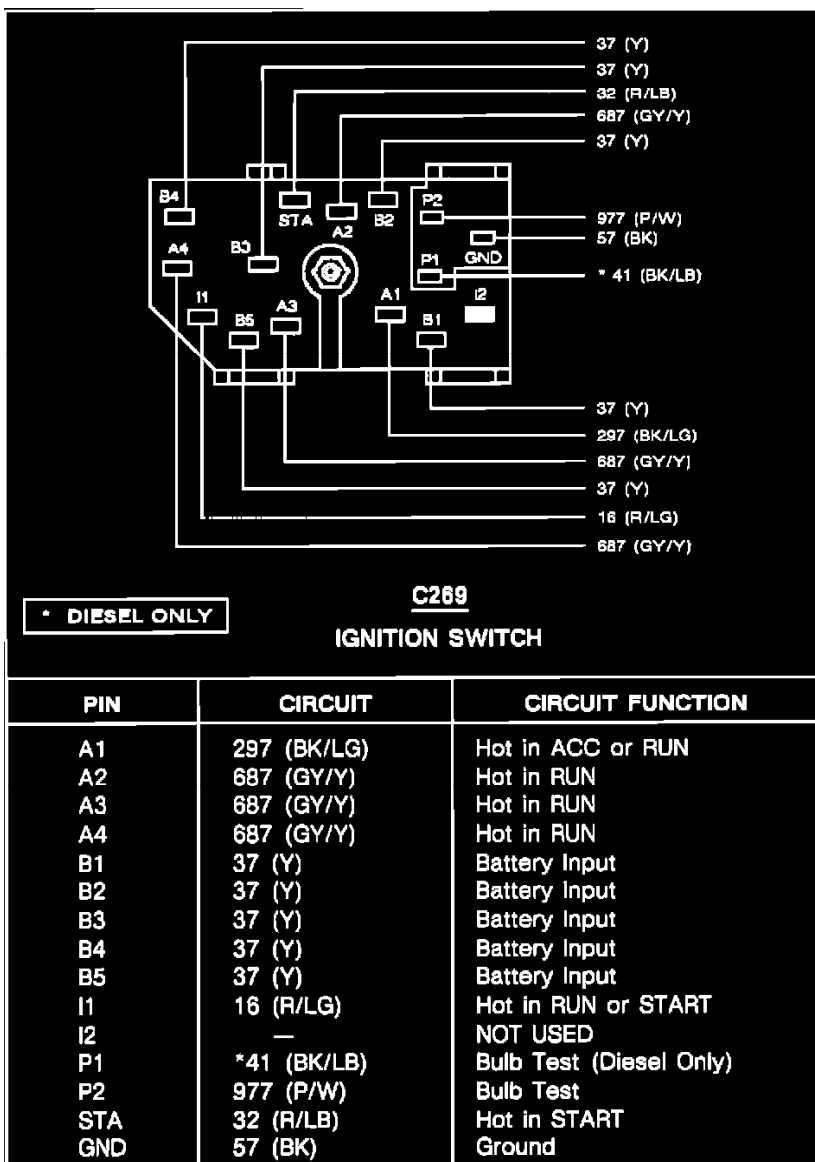 37 (Y)
37 (Y)
32 (R/LB)
687 (GY/Y)
37 (Y)
B4
STA
A2
B2
P2
977 (P/W)
57 (BK)
A4
B3
P1
GND
* 41 (BK/LB)
I1
B5
A3
A1
B1
I2
37 (Y)
297 (BK/LG)
687 (GY/Y)
37 (Y)
16 (R/LG)
687 (GY/Y)
* DIESEL ONLY
C269
IGNITION SWITCH
PIN CIRCUIT CIRCUIT FUNCTION
A1 297 (BK/LG) Hot in ACC or RUN
A2 687 (GY/Y) Hot in RUN
A3 687 (GY/Y) Hot in RUN
A4 687 (GY/Y) Hot in RUN
B1 37 (Y) Battery Input
B2 37 (Y) Battery Input
B3 37 (Y) Battery Input
B4 37 (Y) Battery Input
B5 37 (Y) Battery Input
I1 16 (R/LG) Hot in RUN or START
I2 — NOT USED
P1 *41 (BK/LB) Bulb Test (Diesel Only)
P2 977 (P/W) Bulb Test
STA 32 (R/LB) Hot in START
GND 57 (BK) Ground